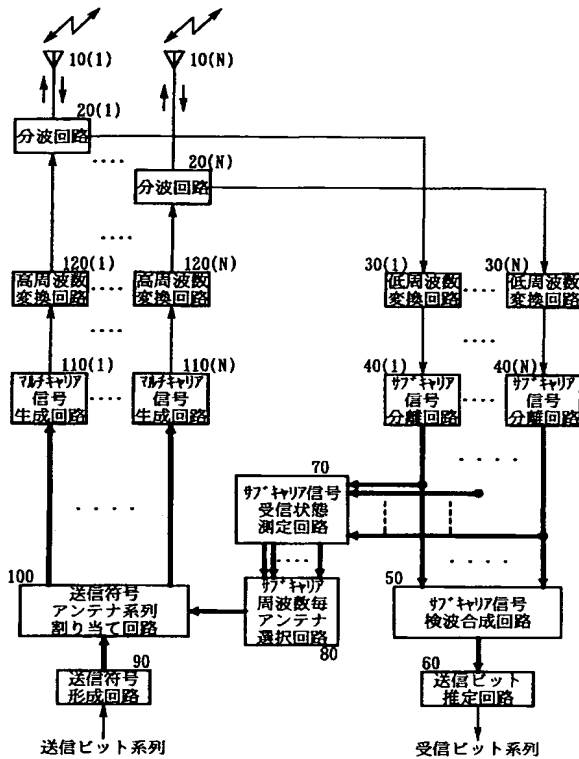 10(1)
10(N)
20(1)
分波回路
20(N)
分波回路
....
....
120(1)
120(N)
高周波数
変換回路
高周波数
変換回路
....
....
30(1)
30(N)
低周波数
変換回路
低周波数
変換回路
....
....
110(1)
110(N)
マルチキャリア
信号
生成回路
マルチキャリア
信号
生成回路
....
40(1)
40(N)
サブキャリア
信号
分離回路
サブキャリア
信号
分離回路
....
....
70
サブキャリア信号
受信状態
測定回路
....
....
....
100
送信符号
アンテナ系列
割り当て回路
サブキャリア
周波数毎
アンテナ
選択回路
80
50
サブキャリア信号
検波合成回路
90
送信符号
形成回路
60
送信ビット
推定回路
送信ビット系列
受信ビット系列